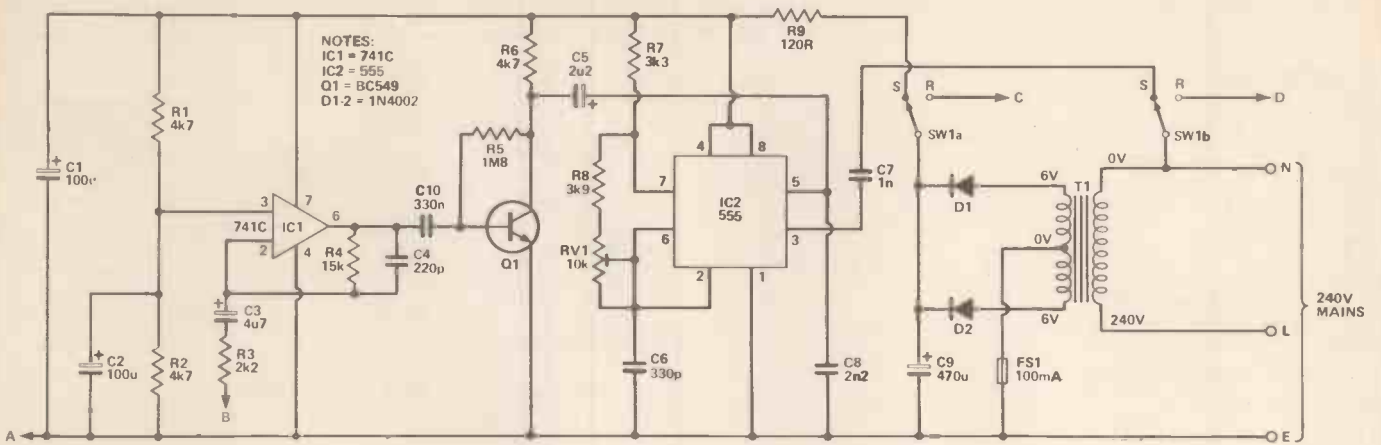 NOTES:
IC1 = 741C
IC2 = 555
Q1 = BC549
D1-2 = 1N4002
R1
4k7
C1
100u
+
C2
100u
+
R2
4k7
3
2
7
6
4
741C
IC1
C3
4u7
+
R3
2k2
B
A
R4
15k
C4
220p
C10
330n
R5
1M8
R6
4k7
Q1
C5
2u2
+
R7
3k3
R8
3k9
RV1
10k
C6
330p
4
8
7
5
6
3
2
1
IC2
555
C7
1n
C8
2n2
R9
120R
S
R
C
SW1a
S
R
D
SW1b
D1
D2
6V
0V
6V
T1
0V
240V
C9
470u
+
FS1
100mA
N
L
E
240V
MAINS